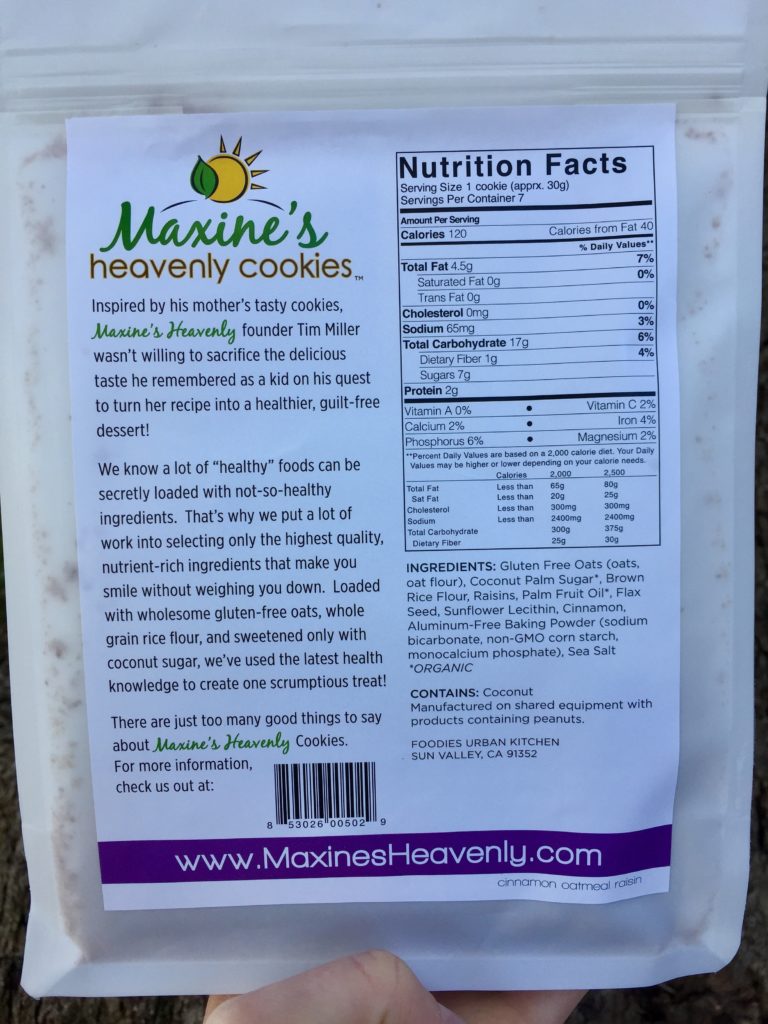 Maxine's
heavenly cookies™
Inspired by his mother's tasty cookies,
Maxine's Heavenly founder Tim Miller
wasn't willing to sacrifice the delicious
taste he remembered as a kid on his quest
to turn her recipe into a healthier, guilt-free
dessert!
We know a lot of "healthy" foods can be
secretly loaded with not-so-healthy
ingredients. That's why we put a lot of
work into selecting only the highest quality,
nutrient-rich ingredients that make you
smile without weighing you down. Loaded
with wholesome gluten-free oats, whole
grain rice flour, and sweetened only with
coconut sugar, we've used the latest health
knowledge to create one scrumptious treat!
There are just too many good things to say
about Maxine's Heavenly Cookies.
For more information,
check us out at:
8 53026 00502 9
Nutrition Facts
Serving Size 1 cookie (apprx. 30g)
Servings Per Container 7
Amount Per Serving
Calories 120 Calories from Fat 40
% Daily Values**
Total Fat 4.5g 7%
Saturated Fat 0g 0%
Trans Fat 0g
Cholesterol 0mg 0%
Sodium 65mg 3%
Total Carbohydrate 17g 6%
Dietary Fiber 1g 4%
Sugars 7g
Protein 2g
Vitamin A 0% • Vitamin C 2%
Calcium 2% • Iron 4%
Phosphorus 6% • Magnesium 2%
**Percent Daily Values are based on a 2,000 calorie diet. Your Daily
Values may be higher or lower depending on your calorie needs.
Calories 2,000 2,500
Total Fat Less than 65g 80g
Sat Fat Less than 20g 25g
Cholesterol Less than 300mg 300mg
Sodium Less than 2400mg 2400mg
Total Carbohydrate 300g 375g
Dietary Fiber 25g 30g
INGREDIENTS: Gluten Free Oats (oats,
oat flour), Coconut Palm Sugar*, Brown
Rice Flour, Raisins, Palm Fruit Oil*, Flax
Seed, Sunflower Lecithin, Cinnamon,
Aluminum-Free Baking Powder (sodium
bicarbonate, non-GMO corn starch,
monocalcium phosphate), Sea Salt
*ORGANIC
CONTAINS: Coconut
Manufactured on shared equipment with
products containing peanuts.
FOODIES URBAN KITCHEN
SUN VALLEY, CA 91352
www.MaxinesHeavenly.com
cinnamon oatmeal raisin